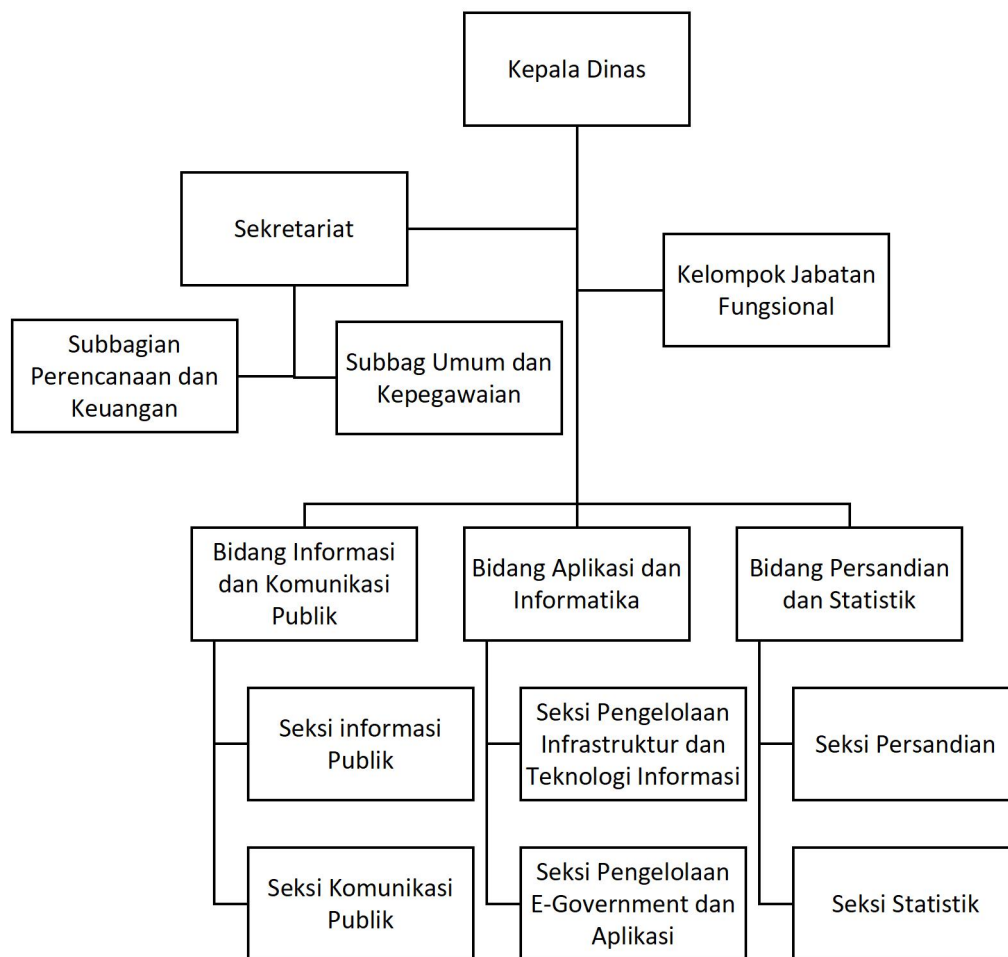 Kepala Dinas
Sekretariat
Kelompok Jabatan
Fungsional
Subbagian
Perencanaan dan
Keuangan
Subbag Umum dan
Kepegawaian
Bidang Informasi
dan Komunikasi
Publik
Bidang Aplikasi dan
Informatika
Bidang Persandian
dan Statistik
Seksi informasi
Publik
Seksi Pengelolaan
Infrastruktur dan
Teknologi Informasi
Seksi Persandian
Seksi Komunikasi
Publik
Seksi Pengelolaan
E-Government dan
Aplikasi
Seksi Statistik